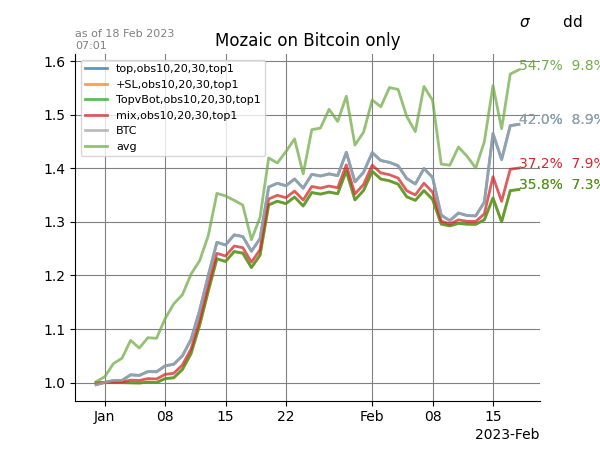 σ dd
as of 18 Feb 2023
07:01
Mozaic on Bitcoin only
top,obs10,20,30,top1
+SL,obs10,20,30,top1
TopvBot,obs10,20,30,top1
mix,obs10,20,30,top1
BTC
avg
54.7% 9.8%
42.0% 8.9%
37.2% 7.9%
35.8% 7.3%
1.6
1.5
1.4
1.3
1.2
1.1
1.0
Jan 08 15 22 Feb 08 15
2023-Feb